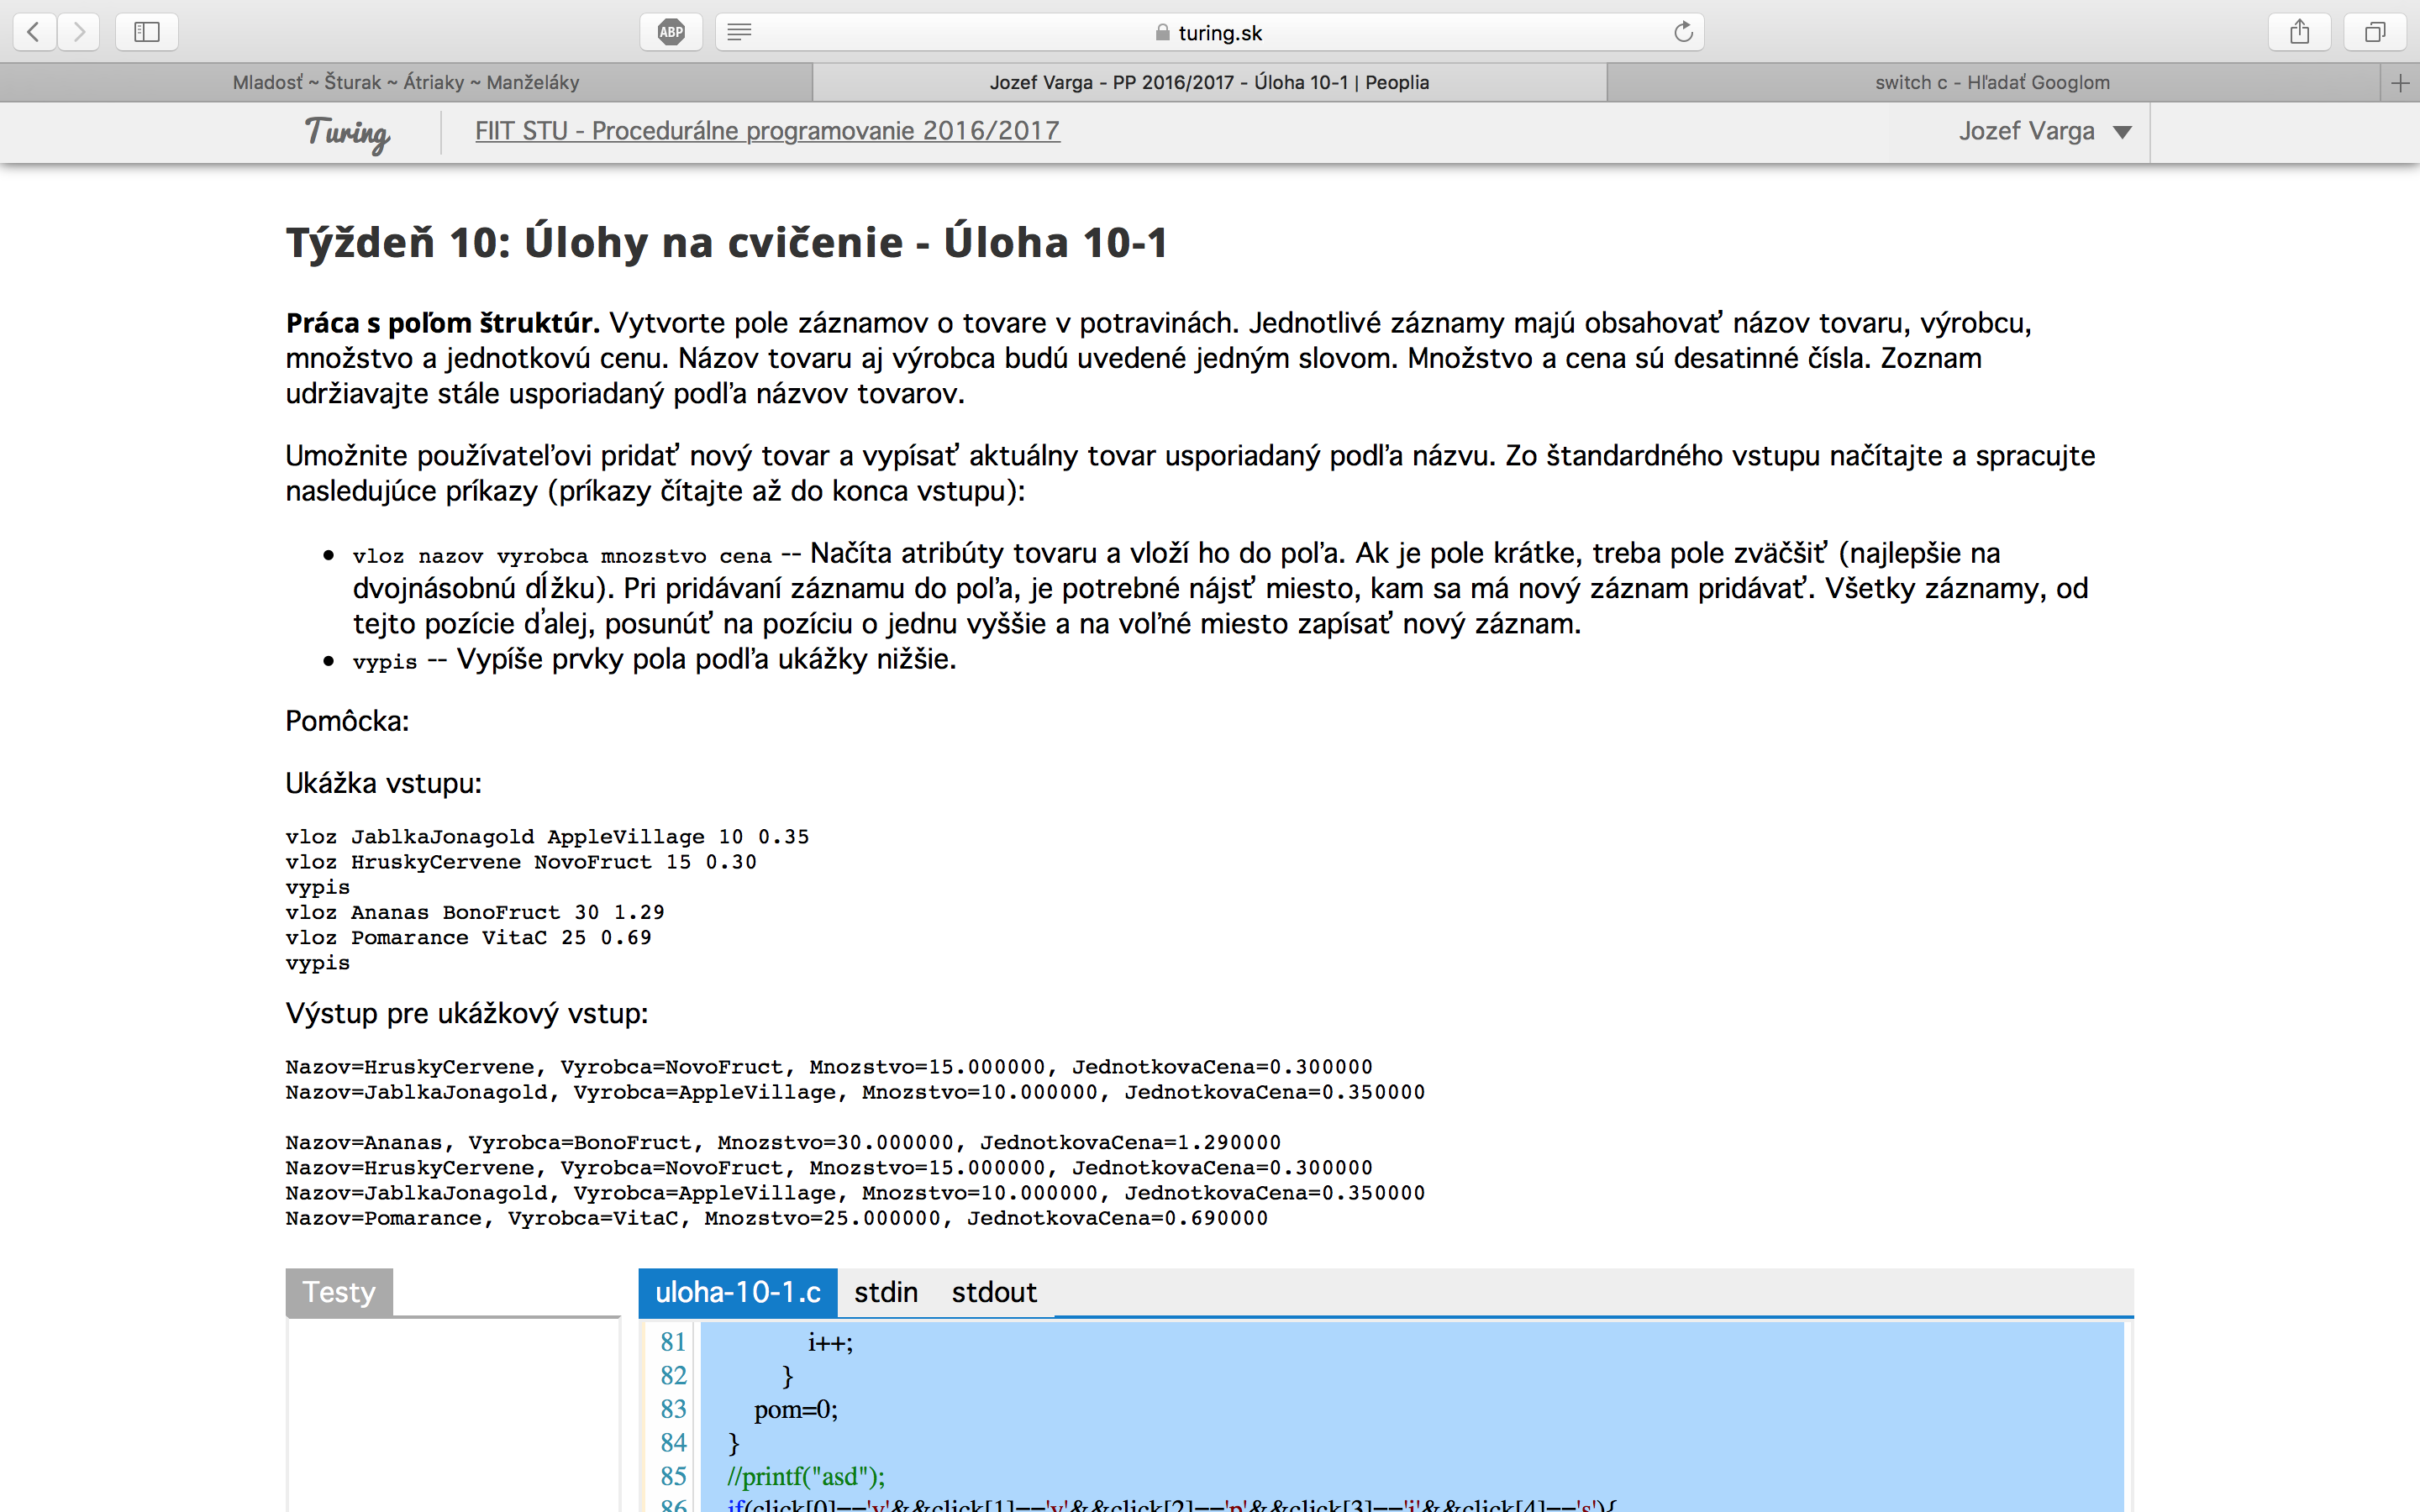 ABP
turing.sk
Mladosť ~ Šturak ~ Átriaky ~ Manželáky
Jozef Varga - PP 2016/2017 - Úloha 10-1 | Peoplia
switch c - Hľadať Googlom
Turing
FIIT STU - Procedurálne programovanie 2016/2017
Jozef Varga
Týždeň 10: Úlohy na cvičenie - Úloha 10-1
Práca s poľom štruktúr. Vytvorte pole záznamov o tovare v potravinách. Jednotlivé záznamy majú obsahovať názov tovaru, výrobcu,
množstvo a jednotkovú cenu. Názov tovaru aj výrobca budú uvedené jedným slovom. Množstvo a cena sú desatinné čísla. Zoznam
udržiavajte stále usporiadaný podľa názvov tovarov.
Umožnite používateľovi pridať nový tovar a vypísať aktuálny tovar usporiadaný podľa názvu. Zo štandardného vstupu načítajte a spracujte
nasledujúce príkazy (príkazy čítajte až do konca vstupu):
vloz nazov vyrobca mnozstvo cena -- Načíta atribúty tovaru a vloží ho do poľa. Ak je pole krátke, treba pole zväčšiť (najlepšie na
dvojnásobnú dĺžku). Pri pridávaní záznamu do poľa, je potrebné nájsť miesto, kam sa má nový záznam pridávať. Všetky záznamy, od
tejto pozície ďalej, posunúť na pozíciu o jednu vyššie a na voľné miesto zapísať nový záznam.
vypis -- Vypíše prvky pola podľa ukážky nižšie.
Pomôcka:
Ukážka vstupu:
vloz JablkaJonagold AppleVillage 10 0.35
vloz HruskyCervene NovoFruct 15 0.30
vypis
vloz Ananas BonoFruct 30 1.29
vloz Pomarance VitaC 25 0.69
vypis
Výstup pre ukážkový vstup:
Nazov=HruskyCervene, Vyrobca=NovoFruct, Mnozstvo=15.000000, JednotkovaCena=0.300000
Nazov=JablkaJonagold, Vyrobca=AppleVillage, Mnozstvo=10.000000, JednotkovaCena=0.350000
Nazov=Ananas, Vyrobca=BonoFruct, Mnozstvo=30.000000, JednotkovaCena=1.290000
Nazov=HruskyCervene, Vyrobca=NovoFruct, Mnozstvo=15.000000, JednotkovaCena=0.300000
Nazov=JablkaJonagold, Vyrobca=AppleVillage, Mnozstvo=10.000000, JednotkovaCena=0.350000
Nazov=Pomarance, Vyrobca=VitaC, Mnozstvo=25.000000, JednotkovaCena=0.690000
Testy
uloha-10-1.c stdin stdout
81 i++;
82 }
83 pom=0;
84 }
85 //printf("asd");
86 if(click[0]=='v'&&click[1]=='y'&&click[2]=='p'&&click[3]=='i'&&click[4]=='s'){